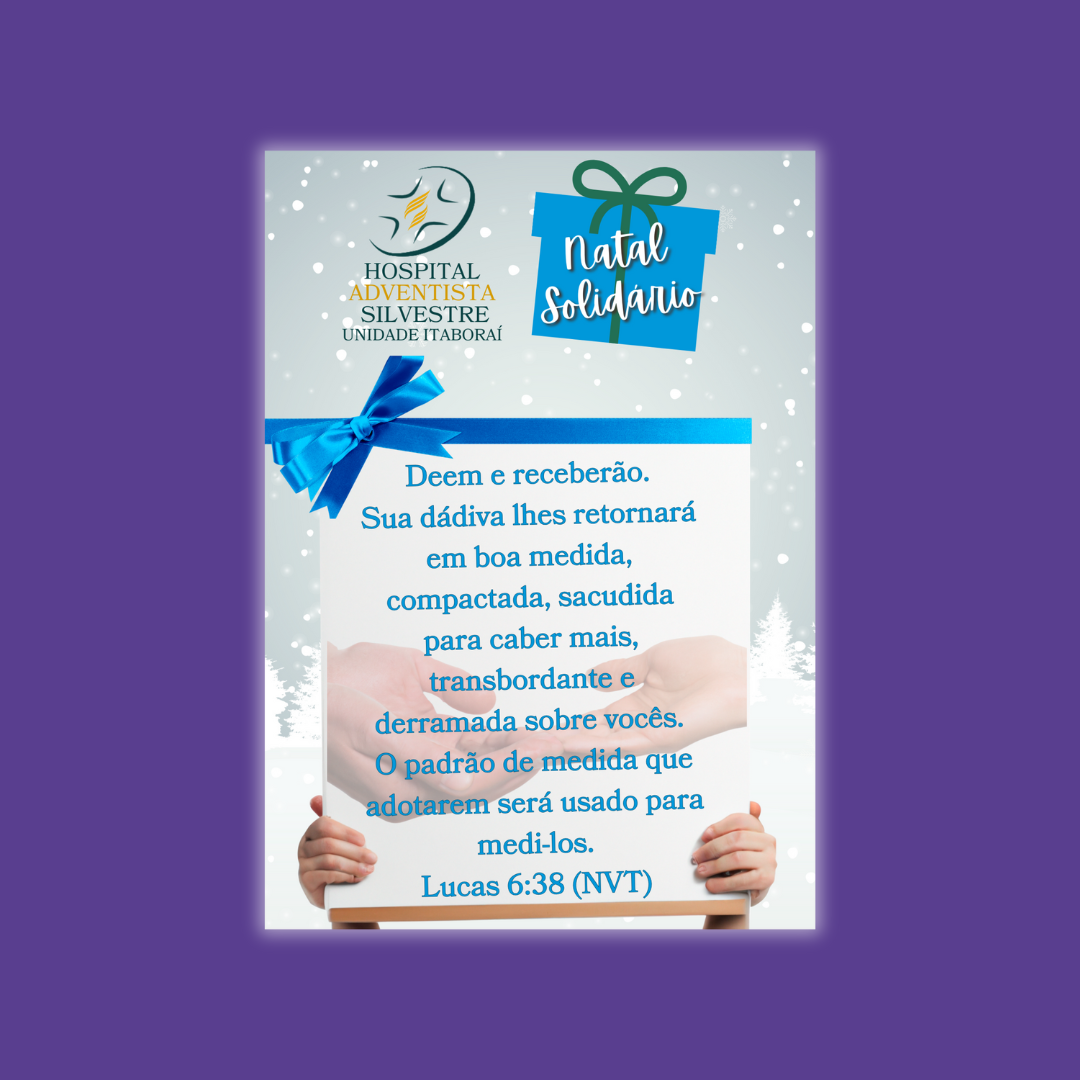 HOSPITAL
ADVENTISTA
SILVESTRE
UNIDADE ITABORAÍ
Natal
Solidário
Deem e receberão.
Sua dádiva lhes retornará
em boa medida,
compactada, sacudida
para caber mais,
transbordante e
derramada sobre vocês.
O padrão de medida que
adotarem será usado para
medi-los.
Lucas 6:38 (NVT)